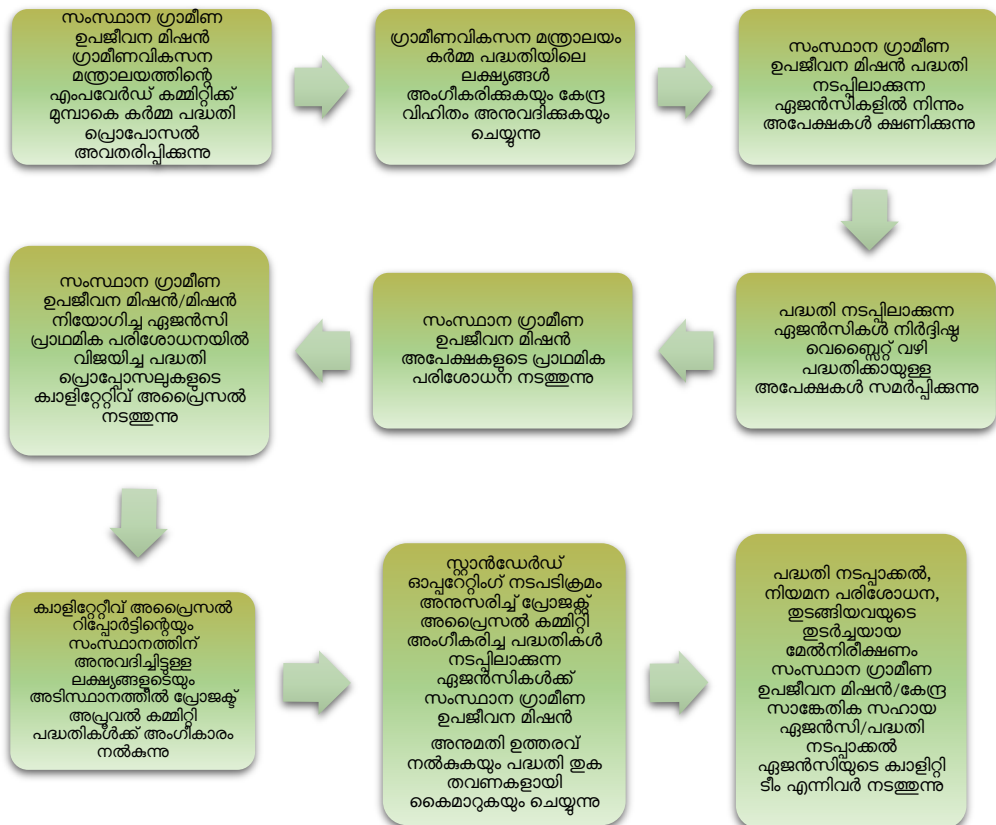 സംസ്ഥാന ഗ്രാമീണ
ഉപജീവന മിഷൻ
ഗ്രാമീണവികസന
മന്ത്രാലയത്തിന്റെ
എംപവേർഡ് കമ്മിറ്റിക്ക്
മുമ്പാകെ കർമ്മ പദ്ധതി
പ്രൊപോസൽ
അവതരിപ്പിക്കുന്നു
ഗ്രാമീണവികസന മന്ത്രാലയം
കർമ്മ പദ്ധതിയിലെ
ലക്ഷ്യങ്ങൾ
അംഗീകരിക്കുകയും കേന്ദ്ര
വിഹിതം അനുവദിക്കുകയും
ചെയ്യുന്നു
സംസ്ഥാന ഗ്രാമീണ
ഉപജീവന മിഷൻ പദ്ധതി
നടപ്പിലാക്കുന്ന
ഏജൻസികളിൽ നിന്നും
അപേക്ഷകൾ ക്ഷണിക്കുന്നു
പദ്ധതി നടപ്പിലാക്കുന്ന
ഏജൻസികൾ നിർദ്ദിഷ്ഠ
വെബ്സൈറ്റ് വഴി
പദ്ധതിക്കായുള്ള
അപേക്ഷകൾ സമർപ്പിക്കുന്നു
സംസ്ഥാന ഗ്രാമീണ
ഉപജീവന മിഷൻ
അപേക്ഷകളുടെ പ്രാഥമിക
പരിശോധന നടത്തുന്നു
സംസ്ഥാന ഗ്രാമീണ
ഉപജീവന മിഷൻ/മിഷൻ
നിയോഗിച്ച ഏജൻസി
പ്രാഥമിക പരിശോധനയിൽ
വിജയിച്ച പദ്ധതി
പ്രൊപ്പോസലുകളുടെ
ക്വാളിറ്റേറ്റിവ് അപ്രൈസൽ
നടത്തുന്നു
ക്വാളിറ്റേറ്റീവ് അപ്രൈസൽ
റിപ്പോർട്ടിന്റെയും
സംസ്ഥാനത്തിന്
അനുവദിച്ചിട്ടുള്ള
ലക്ഷ്യങ്ങളുടെയും
അടിസ്ഥാനത്തിൽ പ്രോജക്ട്
അപ്രൂവൽ കമ്മിറ്റി
പദ്ധതികൾക്ക് അംഗീകാരം
നൽകുന്നു
സ്റ്റാൻഡേർഡ്
ഓപ്പറേറ്റിംഗ് നടപടിക്രമം
അനുസരിച്ച് പ്രോജക്റ്റ്
അപ്രൈസൽ കമ്മിറ്റി
അംഗീകരിച്ച പദ്ധതികൾ
നടപ്പിലാക്കുന്ന
ഏജൻസികൾക്ക്
സംസ്ഥാന ഗ്രാമീണ
ഉപജീവന മിഷൻ
അനുമതി ഉത്തരവ്
നൽകുകയും പദ്ധതി തുക
തവണകളായി
കൈമാറുകയും ചെയ്യുന്നു
പദ്ധതി നടപ്പാക്കൽ,
നിയമന പരിശോധന,
തുടങ്ങിയവയുടെ
തുടർച്ചയായ
മേൽനിരീക്ഷണം
സംസ്ഥാന ഗ്രാമീണ
ഉപജീവന മിഷൻ/കേന്ദ്ര
സാങ്കേതിക സഹായ
ഏജൻസി/പദ്ധതി
നടപ്പാക്കൽ
ഏജൻസിയുടെ ക്വാളിറ്റി
ടീം എന്നിവർ നടത്തുന്നു